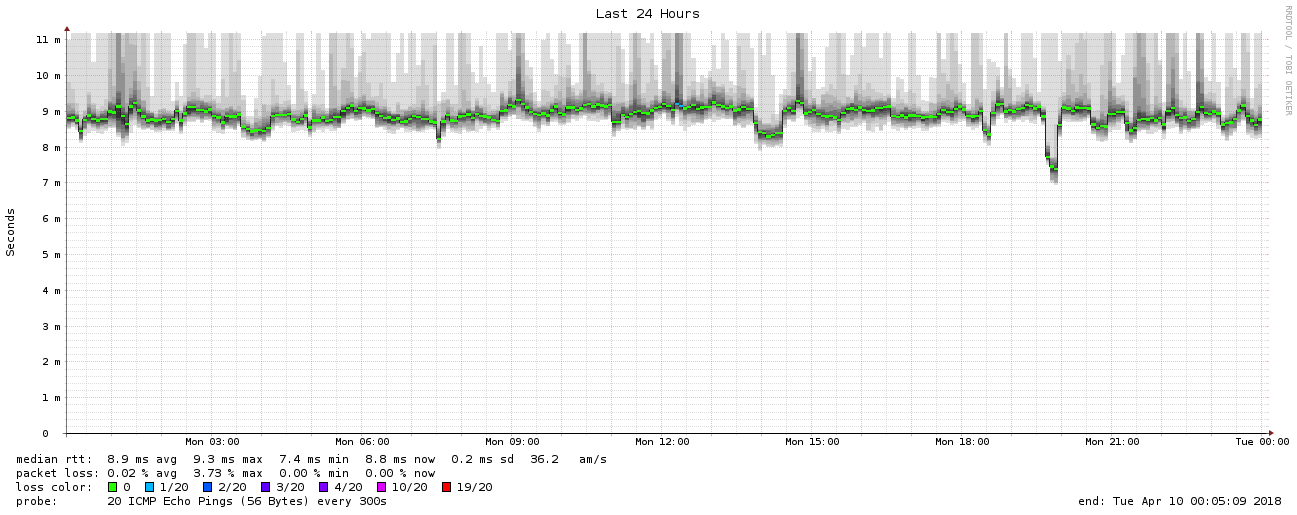 Last 24 Hours
RRDTOOL / TOBI OETIKER
Seconds
11 m
10 m
9 m
8 m
7 m
6 m
5 m
4 m
3 m
2 m
1 m
0
Mon 03:00 Mon 06:00 Mon 09:00 Mon 12:00 Mon 15:00 Mon 18:00 Mon 21:00 Tue 00:00
median rtt: 8.9 ms avg 9.3 ms max 7.4 ms min 8.8 ms now 0.2 ms sd 36.2 am/s
packet loss: 0.02 % avg 3.73 % max 0.00 % min 0.00 % now
loss color: 0 1/20 2/20 3/20 4/20 10/20 19/20
probe: 20 ICMP Echo Pings (56 Bytes) every 300s end: Tue Apr 10 00:05:09 2018